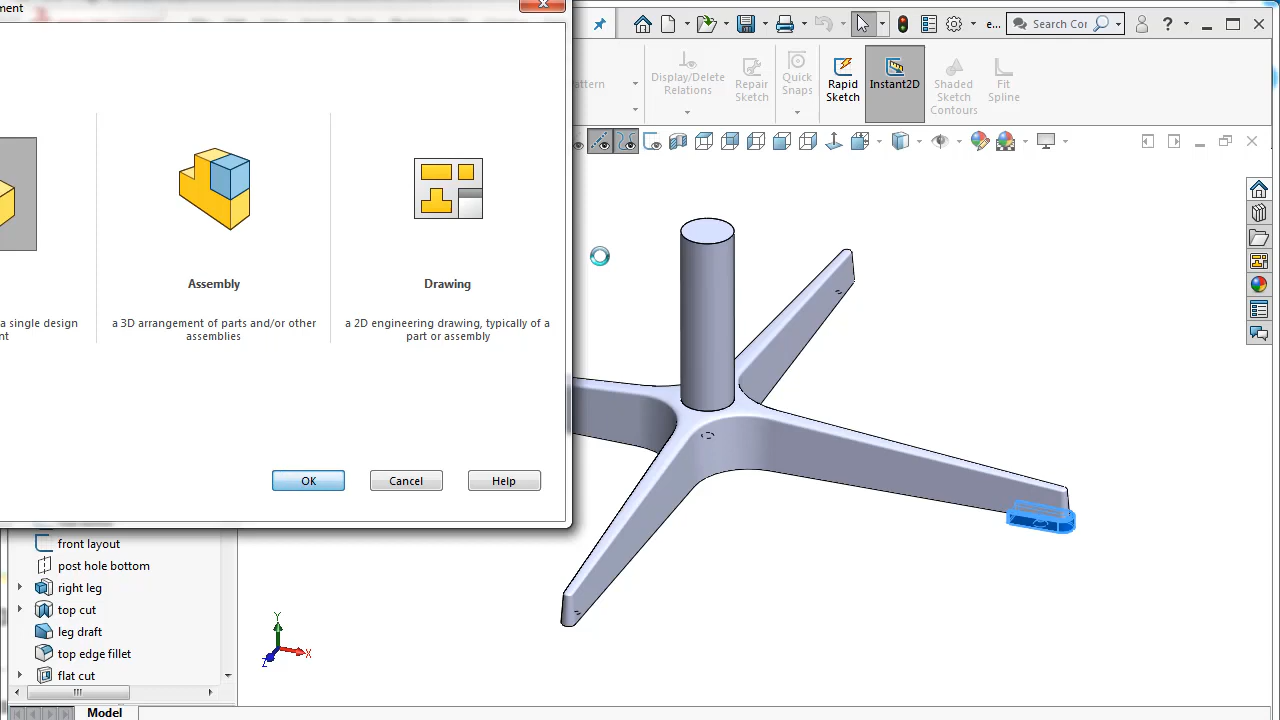 ment
e...
Search Cor
attern
Display/Delete
Relations
Repair
Sketch
Quick
Snaps
Rapid
Sketch
Instant2D
Shaded
Sketch
Contours
Fit
Spline
Assembly
Drawing
a single design
nt
a 3D arrangement of parts and/or other
assemblies
a 2D engineering drawing, typically of a
part or assembly
OK
Cancel
Help
front layout
post hole bottom
right leg
top cut
leg draft
top edge fillet
flat cut
Y
X
Z
Model